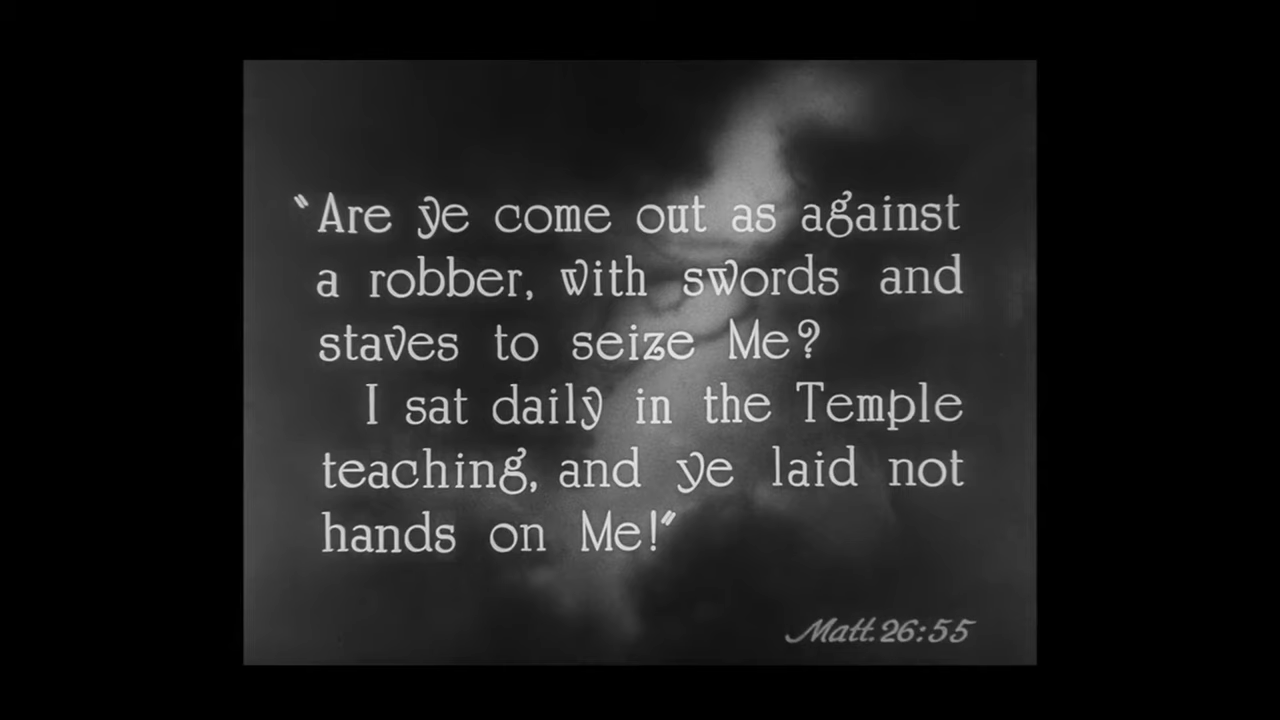 "Are ye come out as against
a robber, with swords and
staves to seize Me?
I sat daily in the Temple
teaching, and ye laid not
hands on Me!"
Matt. 26:55